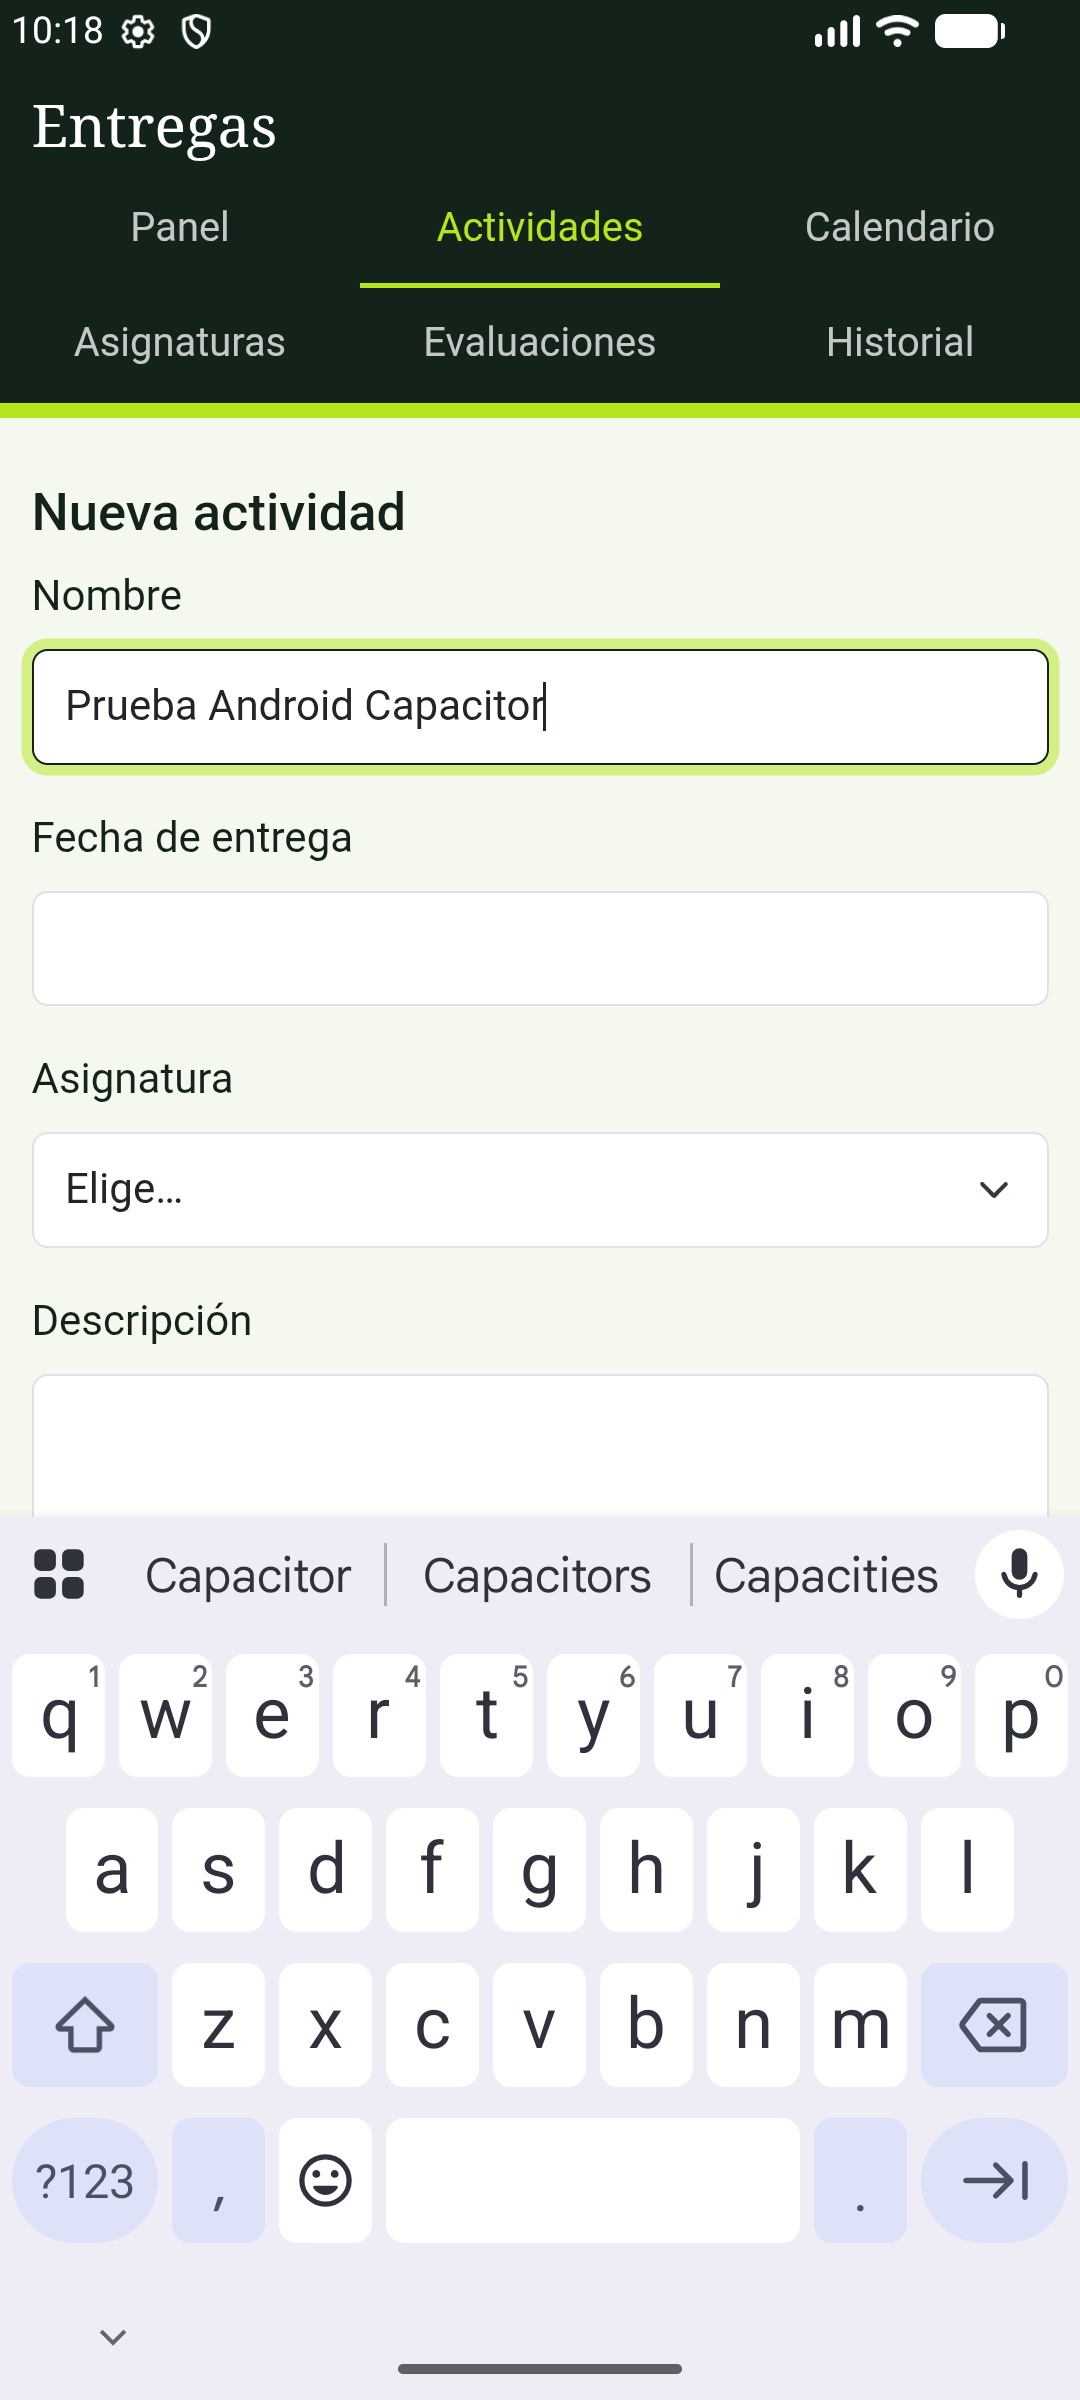 10:18
Entregas
Panel Actividades Calendario
Asignaturas Evaluaciones Historial
Nueva actividad
Nombre
Prueba Android Capacitor
Fecha de entrega
Asignatura
Elige...
Descripción
Capacitor Capacitors Capacities
q1 w2 e3 r4 t5 y6 u7 i8 o9 p0
a s d f g h j k l
z x c v b n m
?123 , .